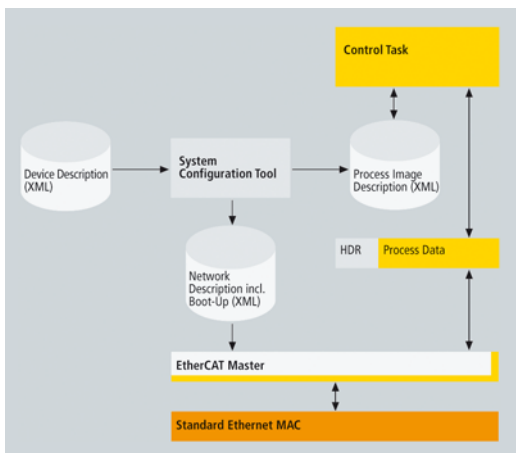 Control Task
Device Description
(XML)
System
Configuration Tool
Process Image
Description (XML)
HDR
Process Data
Network
Description incl.
Boot-Up (XML)
EtherCAT Master
Standard Ethernet MAC